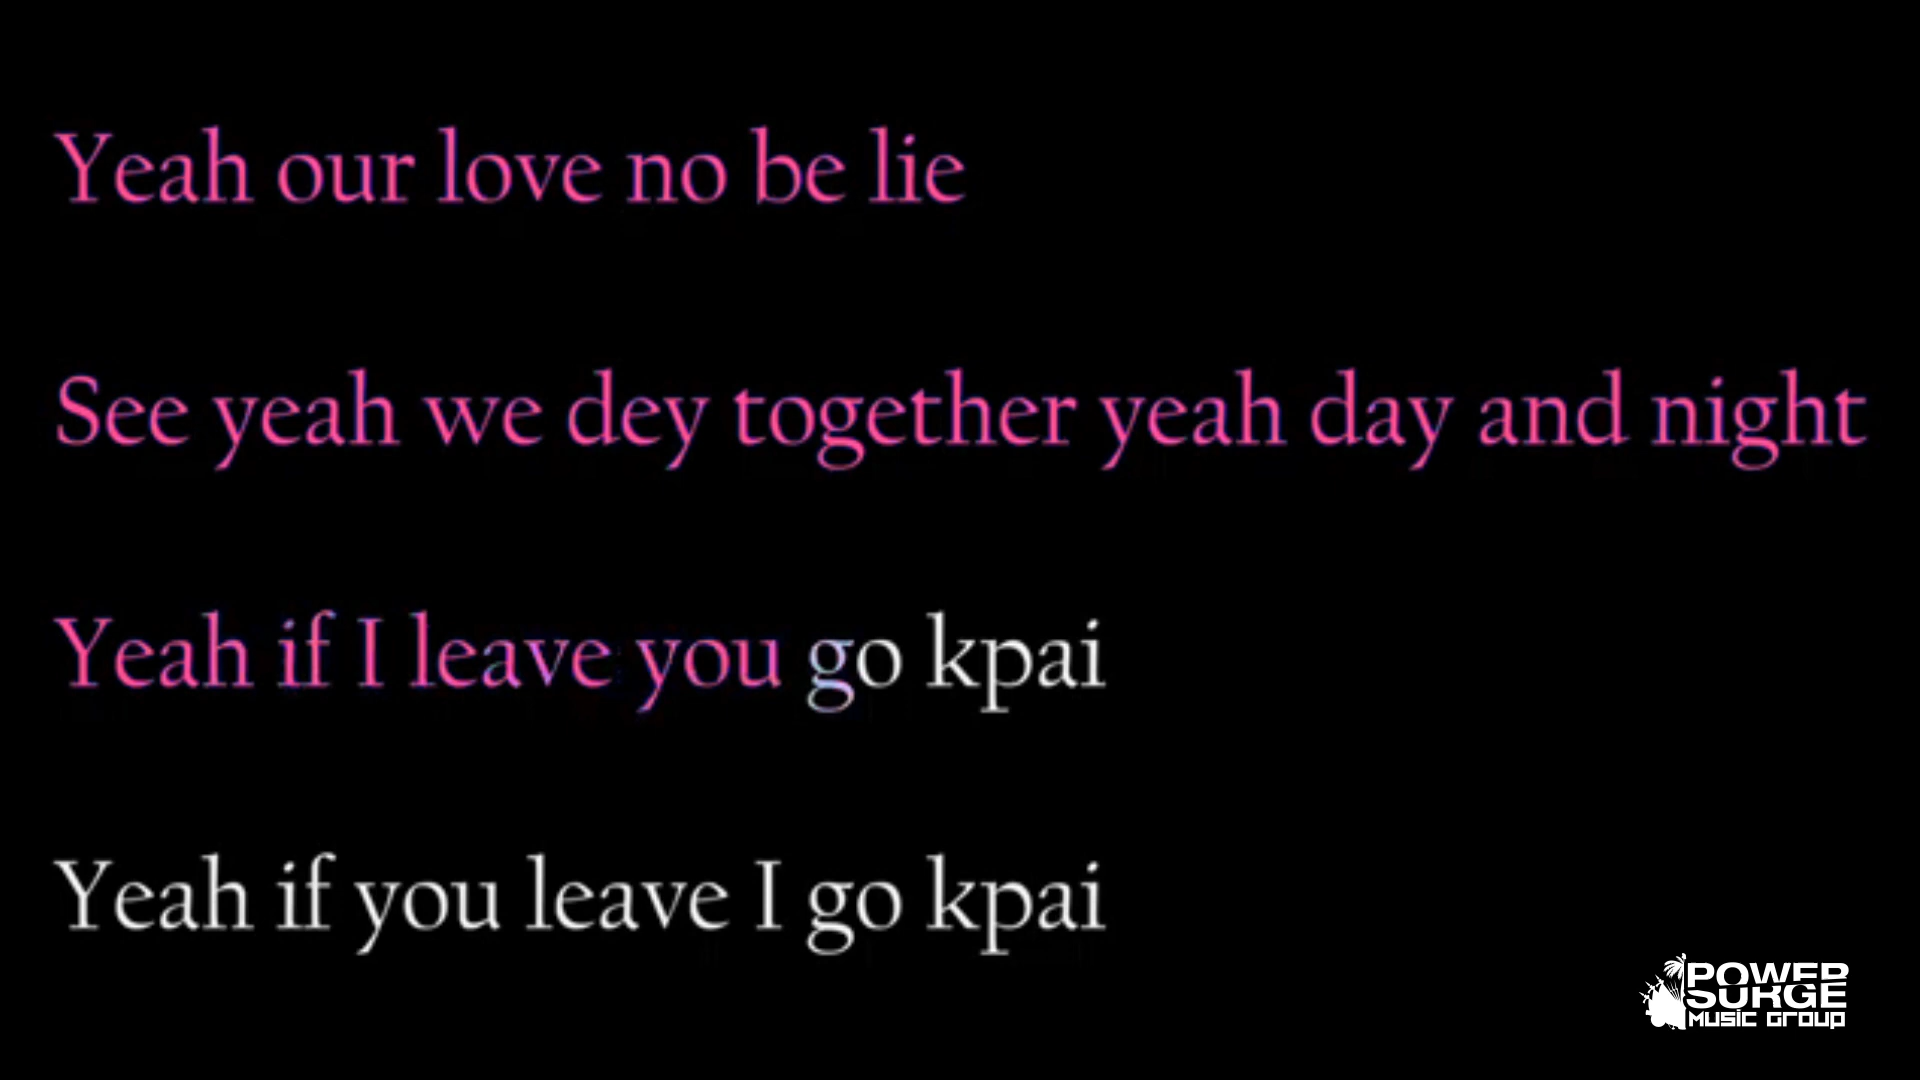 Yeah our love no be lie
See yeah we dey together yeah day and night
Yeah if I leave you go kpai
Yeah if you leave I go kpai
POWER
SURGE
MUSIC GROUP